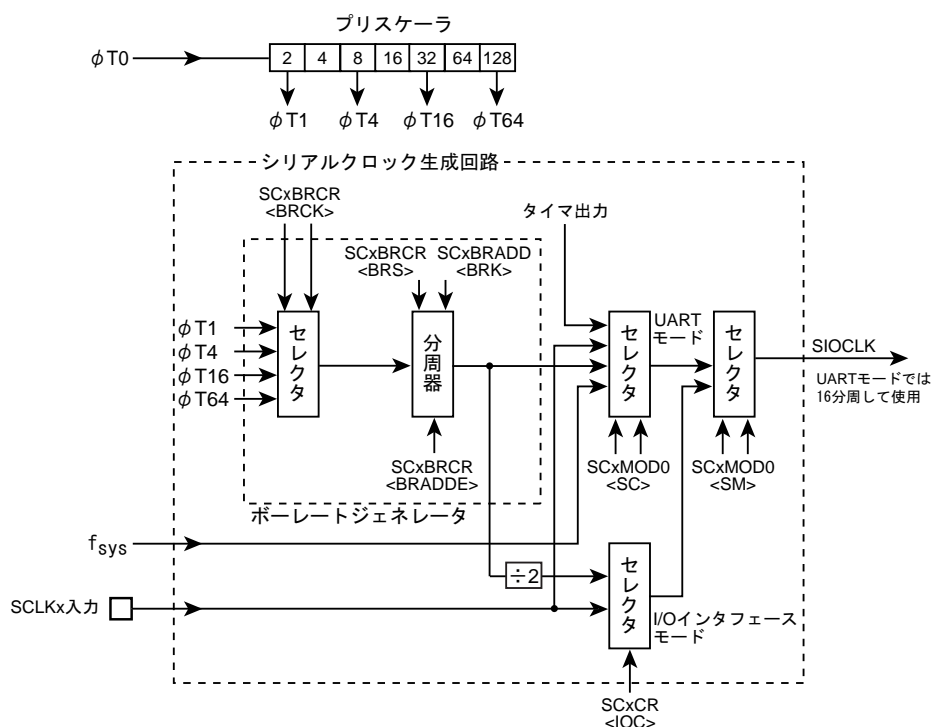 プリスケーラ
φT0
2 4 8 16 32 64 128
φT1 φT4 φT16 φT64
シリアルクロック生成回路
SCxBRCR
<BRCK>
タイマ出力
SCxBRCR
<BRS>
SCxBRADD
<BRK>
φT1
φT4
φT16
φT64
セレクタ
分周器
セレクタ
UART
モード
セレクタ
SIOCLK
UARTモードでは
16分周して使用
SCxBRCR
<BRADDE>
SCxMOD0
<SC>
SCxMOD0
<SM>
ボーレートジェネレータ
fsys
÷2
セレクタ
SCLKx入力
I/Oインタフェース
モード
SCxCR
<IOC>